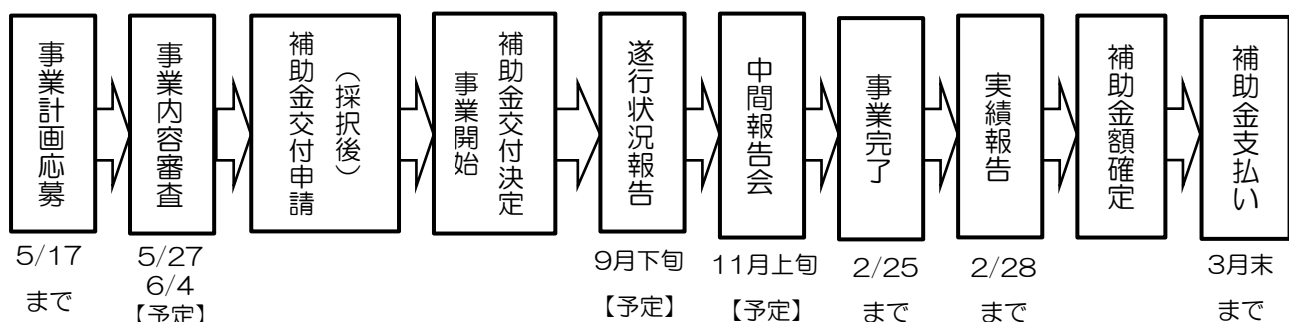 事業計画応募
5/17
まで
事業内容審査
5/27
6/4
【予定】
（採択後）
補助金交付申請
補助金交付決定
事業開始
遂行状況報告
9月下旬
【予定】
中間報告会
11月上旬
【予定】
事業完了
2/25
まで
実績報告
2/28
まで
補助金額確定
補助金支払い
3月末
まで